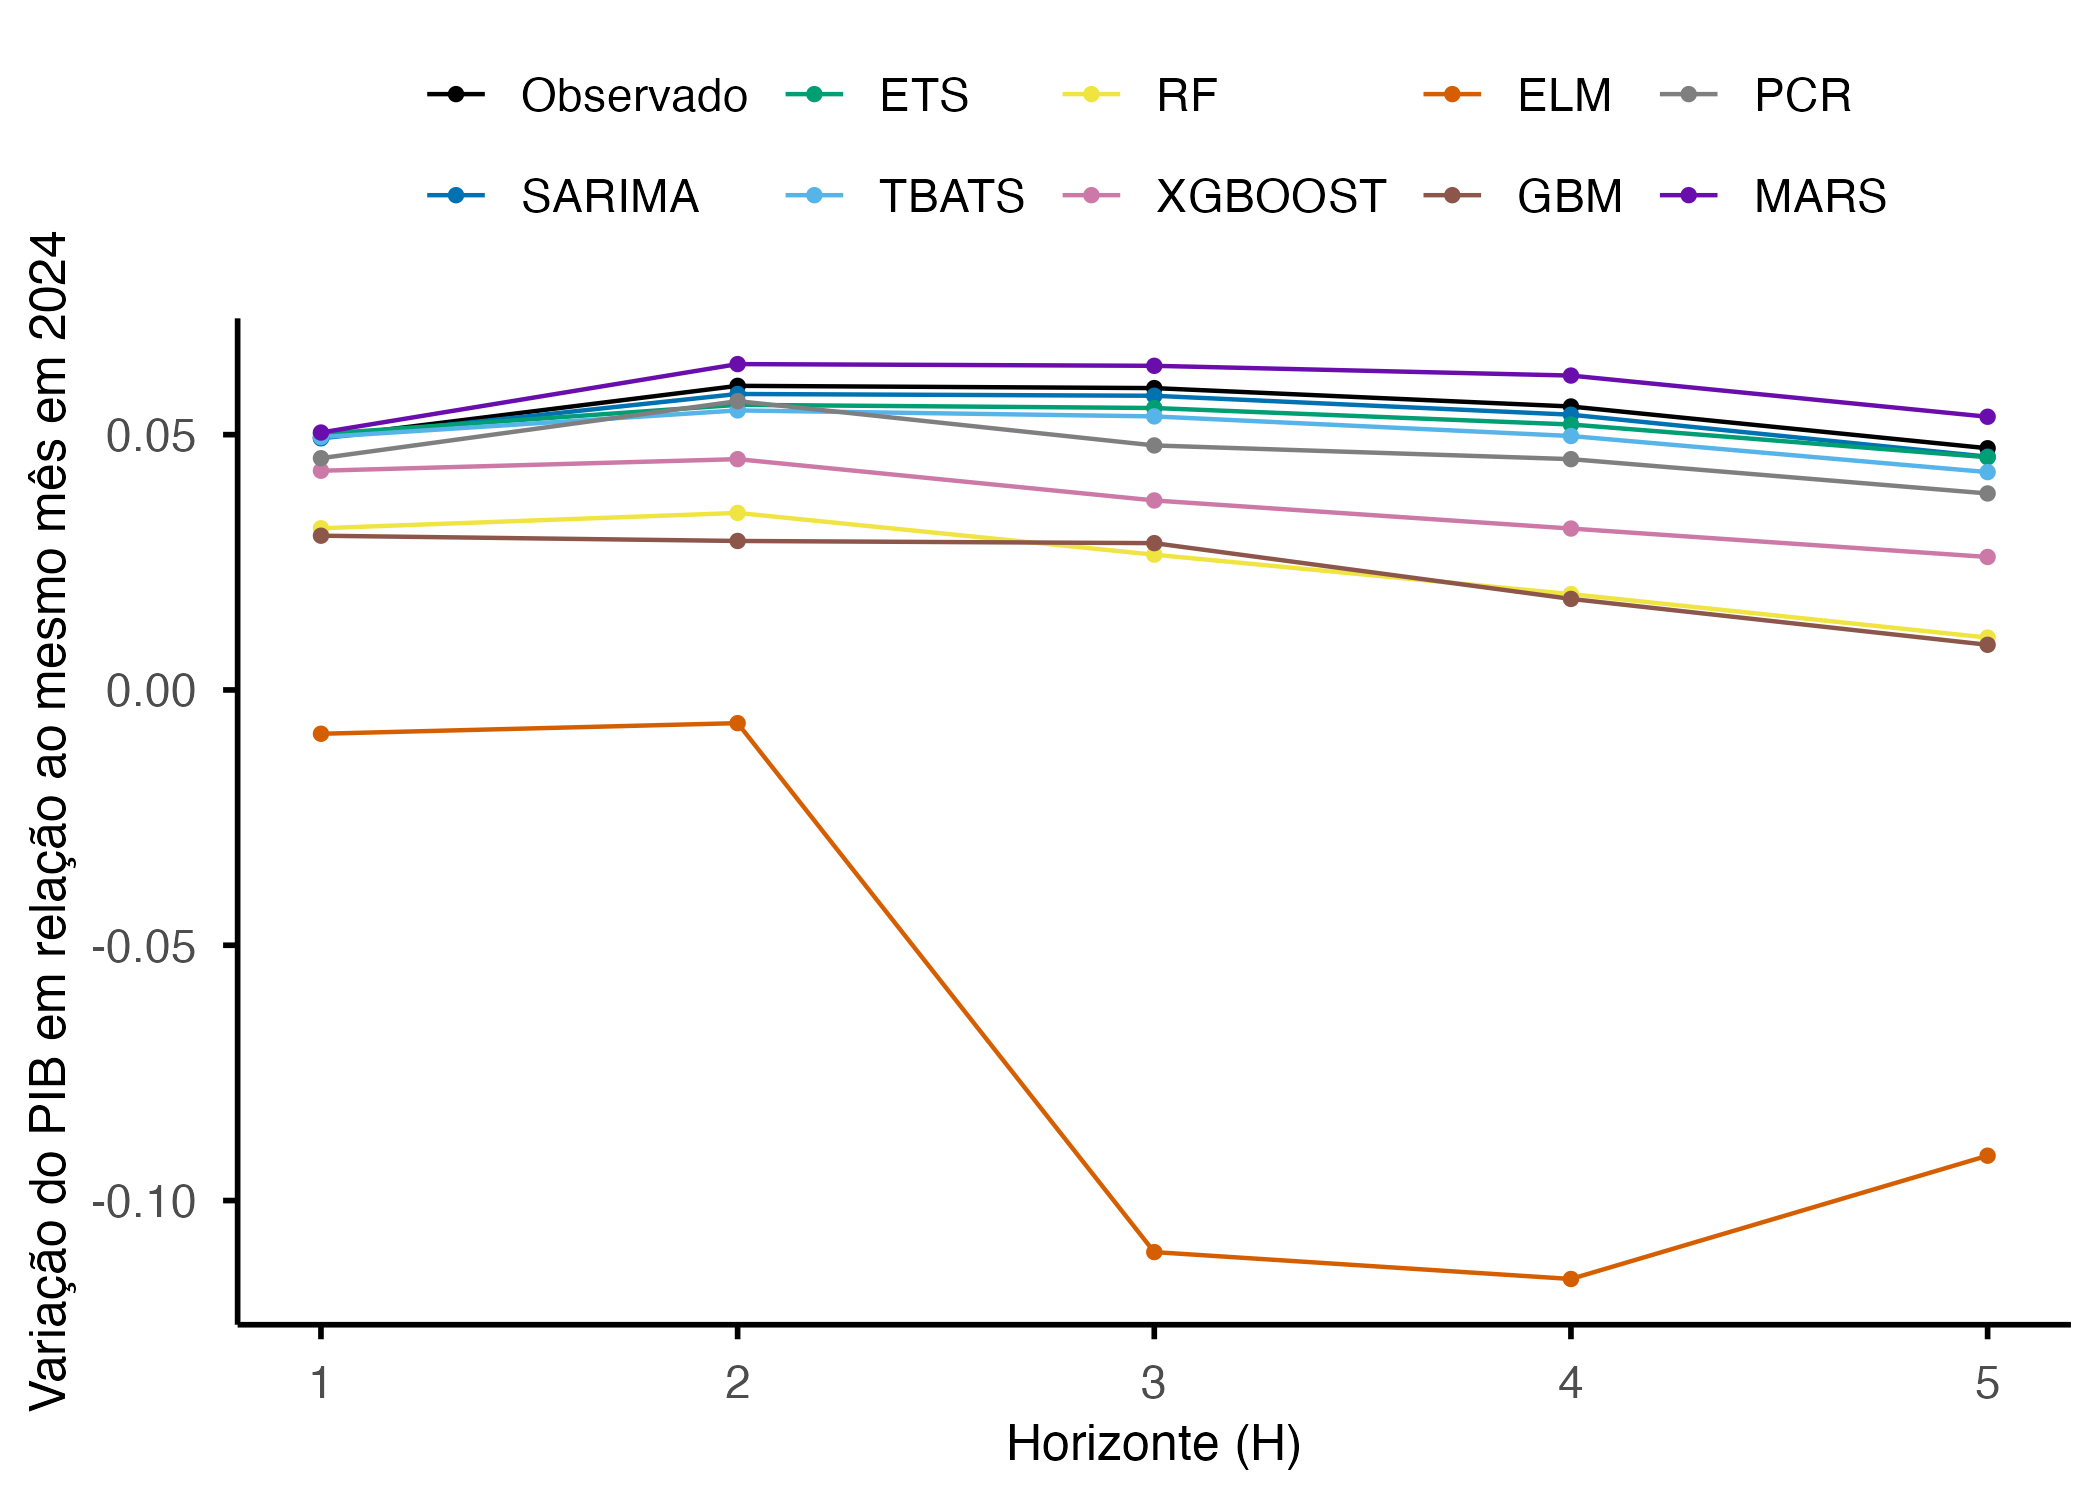 Observado ETS RF ELM PCR
SARIMA TBATS XGBOOST GBM MARS
Variação do PIB em relação ao mesmo mês em 2024
0.05
0.00
-0.05
-0.10
1 2 3 4 5
Horizonte (H)